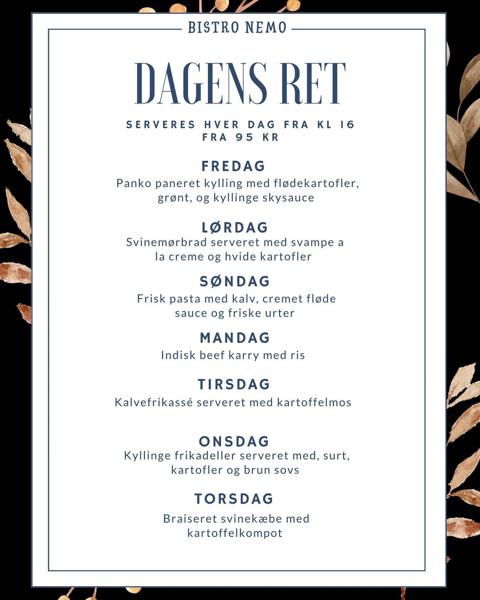 BISTRO NEMO
DAGENS RET
SERVERES HVER DAG FRA KL 16
FRA 95 KR
FREDAG
Panko paneret kylling med flødekartofler,
grønt, og kyllinge skysauce
LØRDAG
Svinemørbrad serveret med svampe a
la creme og hvide kartofler
SØNDAG
Frisk pasta med kalv, cremet fløde
sauce og friske urter
MANDAG
Indisk beef karry med ris
TIRSDAG
Kalvefrikassé serveret med kartoffelmos
ONSDAG
Kyllinge frikadeller serveret med, surt,
kartofler og brun sovs
TORSDAG
Braiseret svinekæbe med
kartoffelkompot